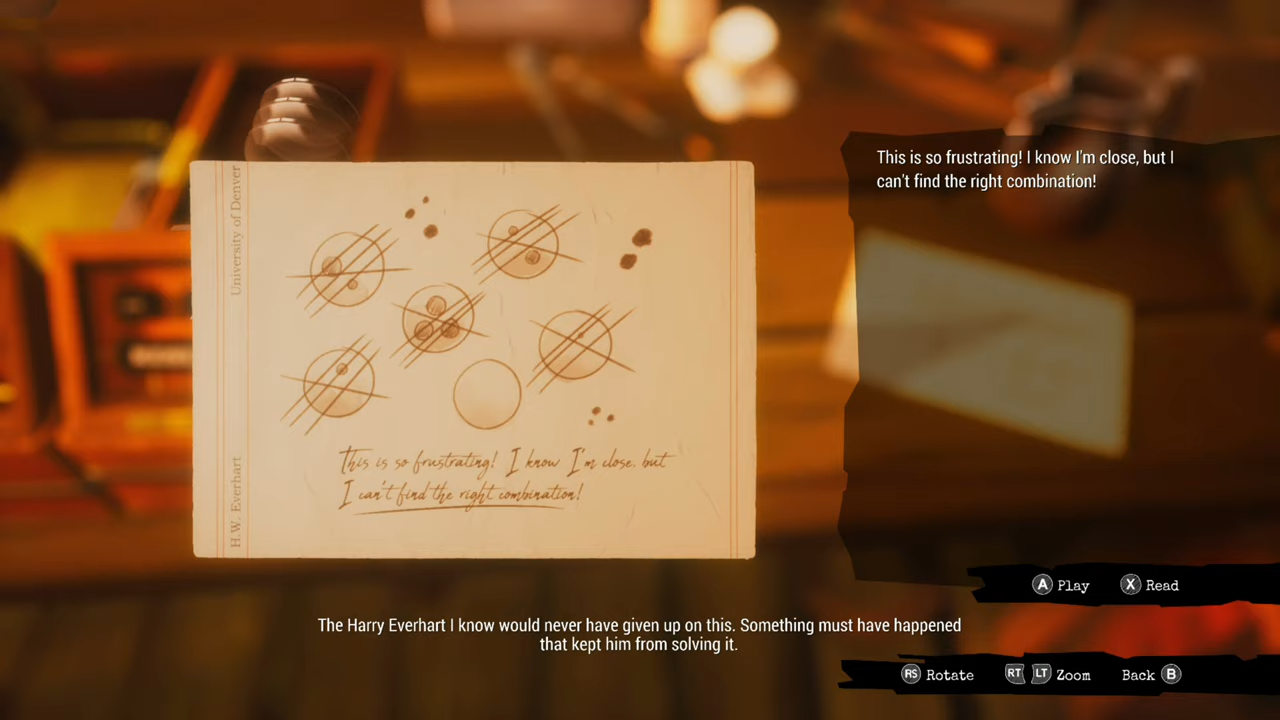 University of Denver
H.W. Everhart
This is so frustrating! I know I'm close, but
I can't find the right combination!
This is so frustrating! I know I'm close, but I
can't find the right combination!
A Play
X Read
The Harry Everhart I know would never have given up on this. Something must have happened
that kept him from solving it.
RS Rotate
RT LT Zoom
Back B